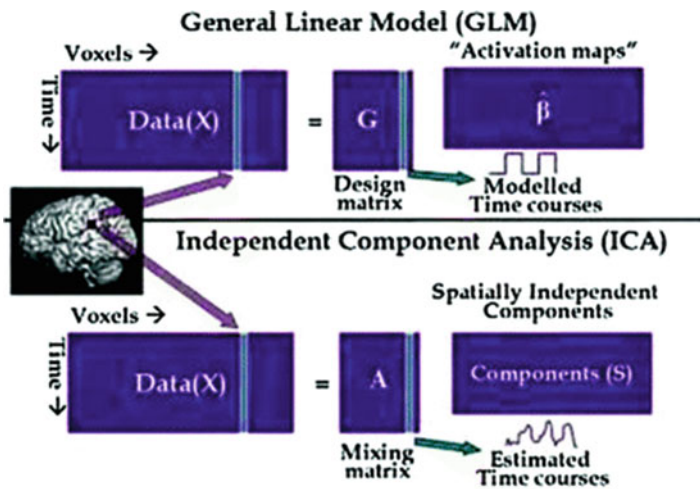 General Linear Model (GLM)
Voxels →
"Activation maps"
Time →
Data(X)
=
G
β̂
Design
matrix
Modelled
Time courses
Independent Component Analysis (ICA)
Voxels →
Spatially Independent
Components
Time →
Data(X)
=
A
Components (S)
Mixing
matrix
Estimated
Time courses